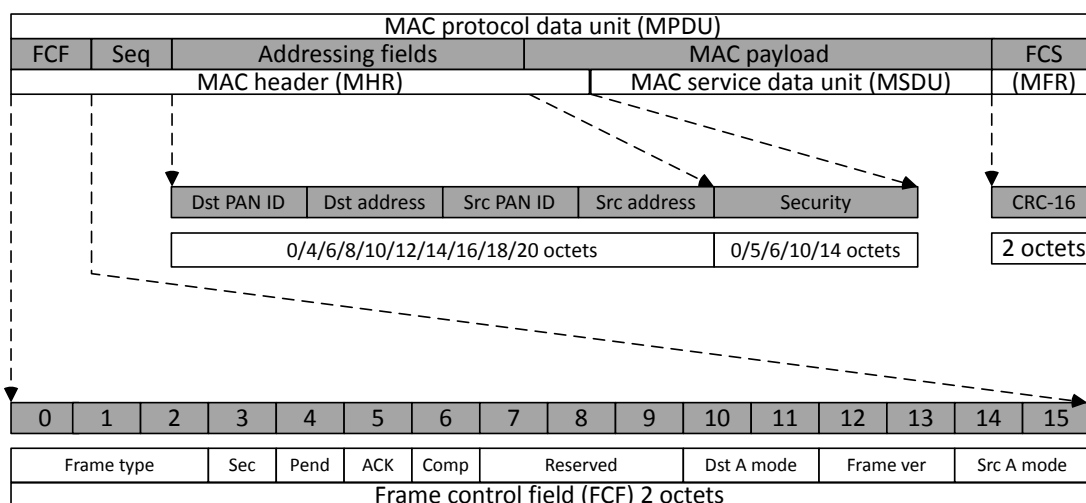 MAC protocol data unit (MPDU)
FCF Seq Addressing fields MAC payload FCS
MAC header (MHR) MAC service data unit (MSDU) (MFR)
Dst PAN ID Dst address Src PAN ID Src address Security CRC-16
0/4/6/8/10/12/14/16/18/20 octets 0/5/6/10/14 octets 2 octets
0 1 2 3 4 5 6 7 8 9 10 11 12 13 14 15
Frame type Sec Pend ACK Comp Reserved Dst A mode Frame ver Src A mode
Frame control field (FCF) 2 octets